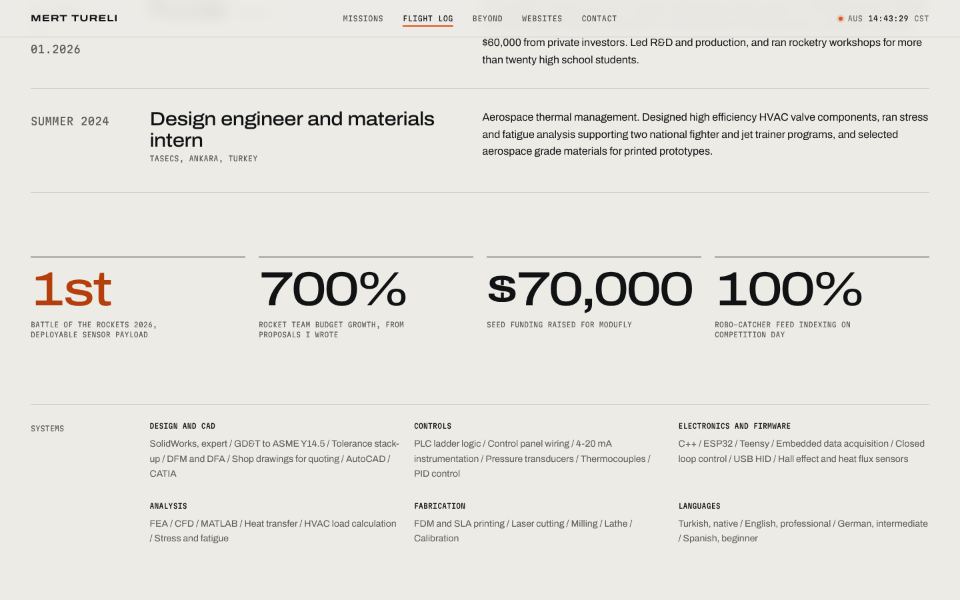 MERT TURELI
MISSIONS
FLIGHT LOG
BEYOND
WEBSITES
CONTACT
AUS 14:43:29 CST
01.2026
$60,000 from private investors. Led R&D and production, and ran rocketry workshops for more
than twenty high school students.
SUMMER 2024
Design engineer and materials
intern
TASECS, ANKARA, TURKEY
Aerospace thermal management. Designed high efficiency HVAC valve components, ran stress
and fatigue analysis supporting two national fighter and jet trainer programs, and selected
aerospace grade materials for printed prototypes.
1st
BATTLE OF THE ROCKETS 2026,
DEPLOYABLE SENSOR PAYLOAD
700%
ROCKET TEAM BUDGET GROWTH, FROM
PROPOSALS I WROTE
$70,000
SEED FUNDING RAISED FOR MODUFLY
100%
ROBO-CATCHER FEED INDEXING ON
COMPETITION DAY
SYSTEMS
DESIGN AND CAD
SolidWorks, expert / GD&T to ASME Y14.5 / Tolerance stack-
up / DFM and DFA / Shop drawings for quoting / AutoCAD /
CATIA
CONTROLS
PLC ladder logic / Control panel wiring / 4-20 mA
instrumentation / Pressure transducers / Thermocouples /
PID control
ELECTRONICS AND FIRMWARE
C++ / ESP32 / Teensy / Embedded data acquisition / Closed
loop control / USB HID / Hall effect and heat flux sensors
ANALYSIS
FEA / CFD / MATLAB / Heat transfer / HVAC load calculation
/ Stress and fatigue
FABRICATION
FDM and SLA printing / Laser cutting / Milling / Lathe /
Calibration
LANGUAGES
Turkish, native / English, professional / German, intermediate
/ Spanish, beginner